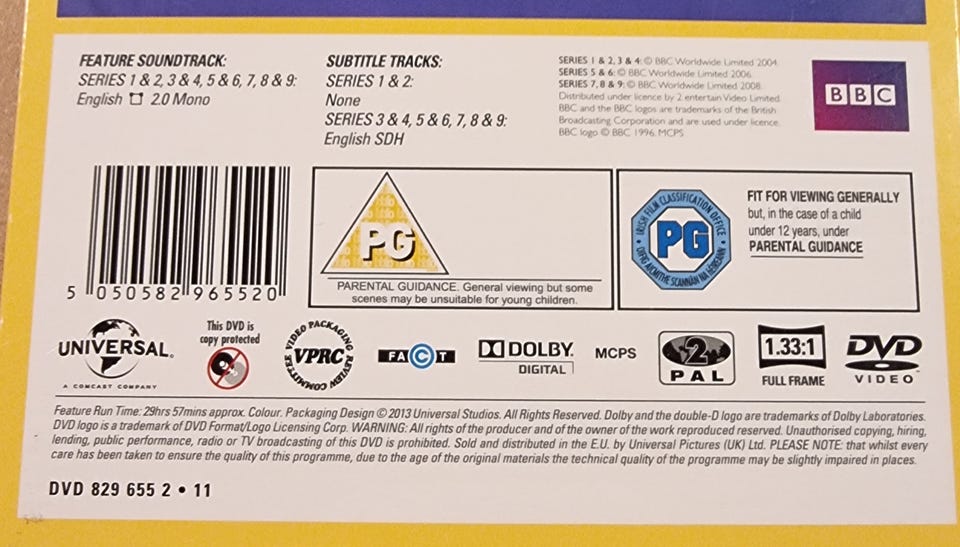 FEATURE SOUNDTRACK:
SERIES 1 & 2, 3 & 4, 5 & 6, 7, 8 & 9:
English 2.0 Mono
SUBTITLE TRACKS:
SERIES 1 & 2:
None
SERIES 3 & 4, 5 & 6, 7, 8 & 9:
English SDH
SERIES 1 & 2, 3 & 4: © BBC Worldwide Limited 2004.
SERIES 5 & 6: © BBC Worldwide Limited 2006.
SERIES 7, 8 & 9: © BBC Worldwide Limited 2008.
Distributed under licence by 2 entertain Video Limited.
BBC and the BBC logos are trademarks of the British
Broadcasting Corporation and are used under licence.
BBC logo © BBC 1996. MCPS
BBC
5 050582 965520
PG
PARENTAL GUIDANCE. General viewing but some
scenes may be unsuitable for young children.
IRISH FILM CLASSIFICATION OFFICE
PG
OIFIG AICMITHE SCANNÁN NA HÉIREANN
FIT FOR VIEWING GENERALLY
but, in the case of a child
under 12 years, under
PARENTAL GUIDANCE
UNIVERSAL
A COMCAST COMPANY
This DVD is
copy protected
VIDEO PACKAGING REVIEW COMMITTEE
VPRC
FACT
DOLBY
DIGITAL
MCPS
2
PAL
1.33:1
FULL FRAME
DVD
VIDEO
Feature Run Time: 29hrs 57mins approx. Colour. Packaging Design © 2013 Universal Studios. All Rights Reserved. Dolby and the double-D logo are trademarks of Dolby Laboratories.
DVD logo is a trademark of DVD Format/Logo Licensing Corp. WARNING: All rights of the producer and of the owner of the work reproduced reserved. Unauthorised copying, hiring,
lending, public performance, radio or TV broadcasting of this DVD is prohibited. Sold and distributed in the E.U. by Universal Pictures (UK) Ltd. PLEASE NOTE: that whilst every
care has been taken to ensure the quality of this programme, due to the age of the original materials the technical quality of the programme may be slightly impaired in places.
DVD 829 655 2 • 11